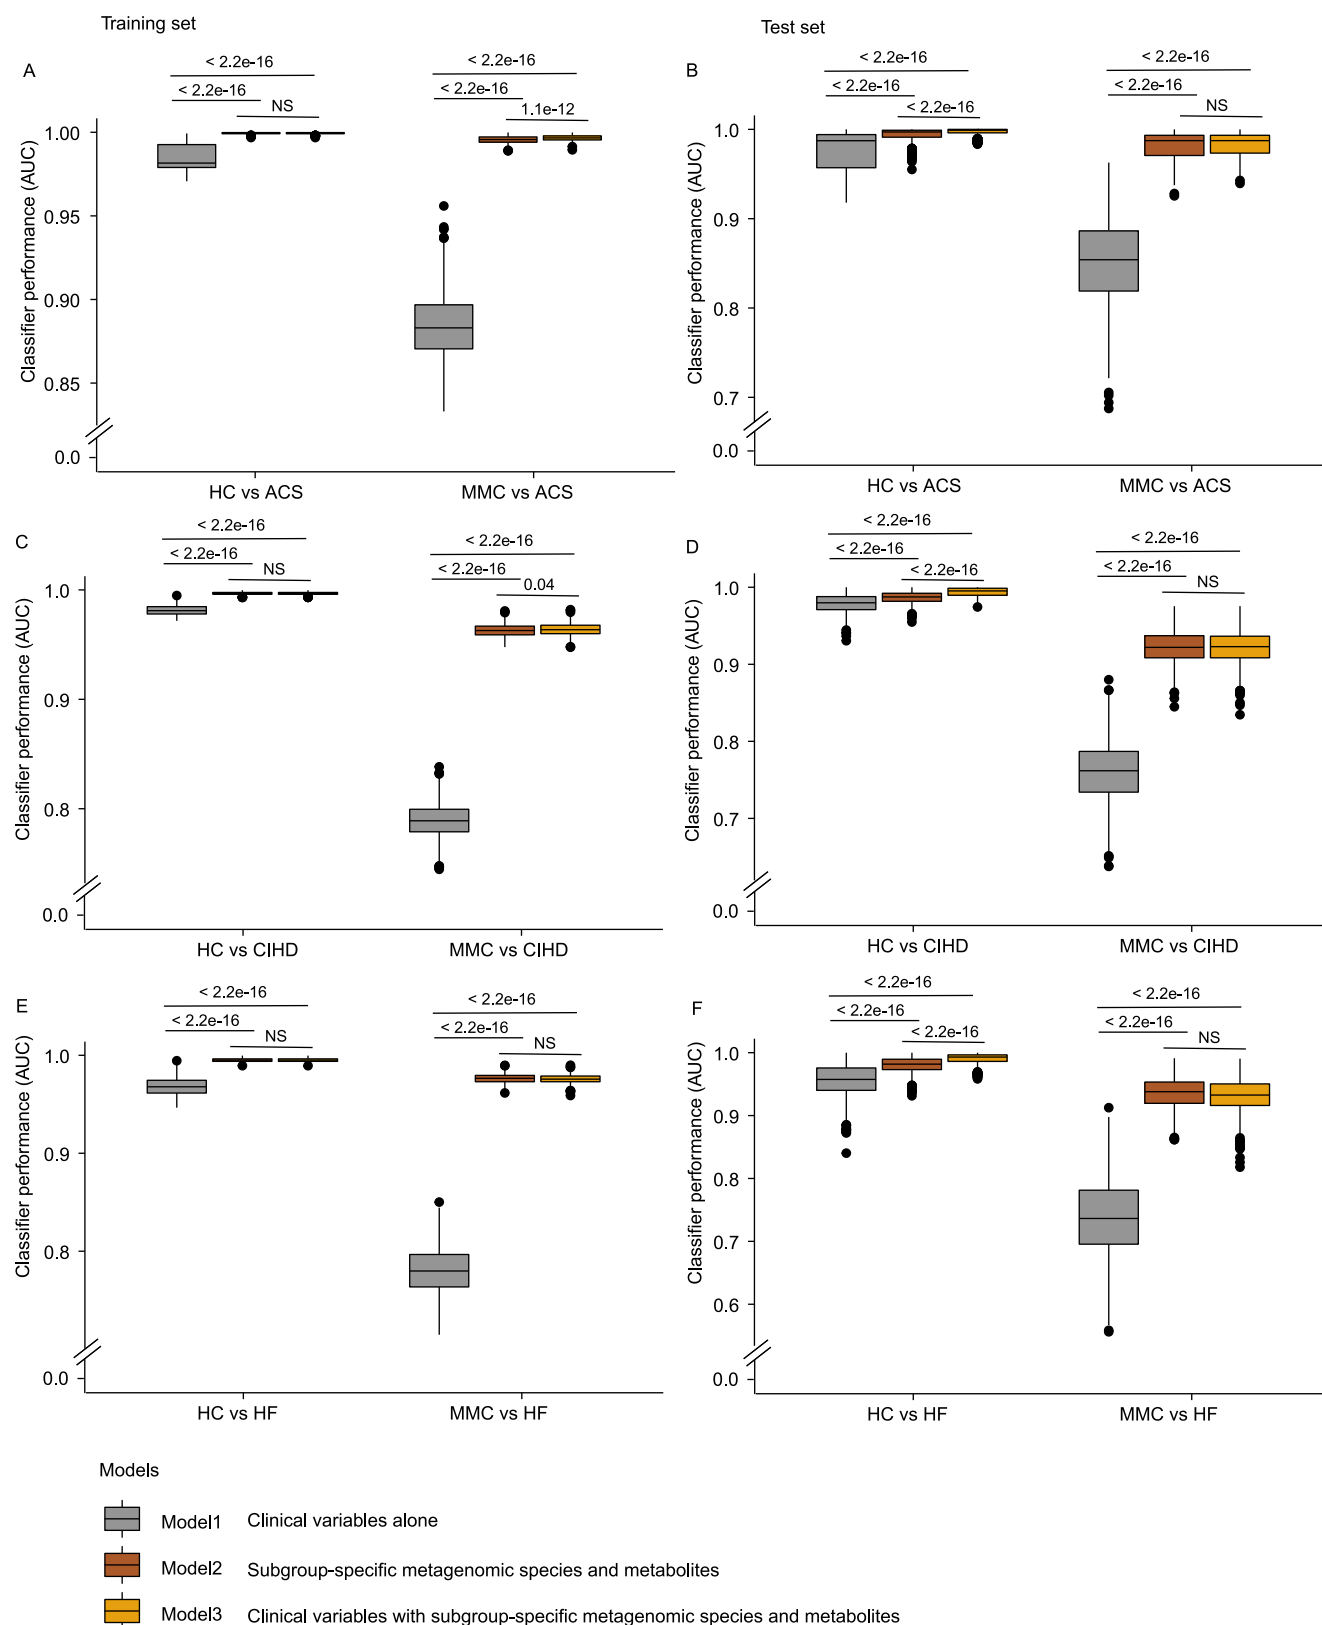 Training set
Test set
A
< 2.2e-16
< 2.2e-16
NS
< 2.2e-16
< 2.2e-16
1.1e-12
Classifier performance (AUC)
1.00
0.95
0.90
0.85
0.0
HC vs ACS
MMC vs ACS
B
< 2.2e-16
< 2.2e-16
< 2.2e-16
< 2.2e-16
< 2.2e-16
NS
Classifier performance (AUC)
1.0
0.9
0.8
0.7
0.0
HC vs ACS
MMC vs ACS
C
< 2.2e-16
< 2.2e-16
NS
< 2.2e-16
< 2.2e-16
0.04
Classifier performance (AUC)
1.0
0.9
0.8
0.0
HC vs CIHD
MMC vs CIHD
D
< 2.2e-16
< 2.2e-16
< 2.2e-16
< 2.2e-16
< 2.2e-16
NS
Classifier performance (AUC)
1.0
0.9
0.8
0.7
0.0
HC vs CIHD
MMC vs CIHD
E
< 2.2e-16
< 2.2e-16
NS
< 2.2e-16
< 2.2e-16
NS
Classifier performance (AUC)
1.0
0.9
0.8
0.0
HC vs HF
MMC vs HF
F
< 2.2e-16
< 2.2e-16
< 2.2e-16
< 2.2e-16
< 2.2e-16
NS
Classifier performance (AUC)
1.0
0.9
0.8
0.7
0.6
0.0
HC vs HF
MMC vs HF
Models
Model1 Clinical variables alone
Model2 Subgroup-specific metagenomic species and metabolites
Model3 Clinical variables with subgroup-specific metagenomic species and metabolites